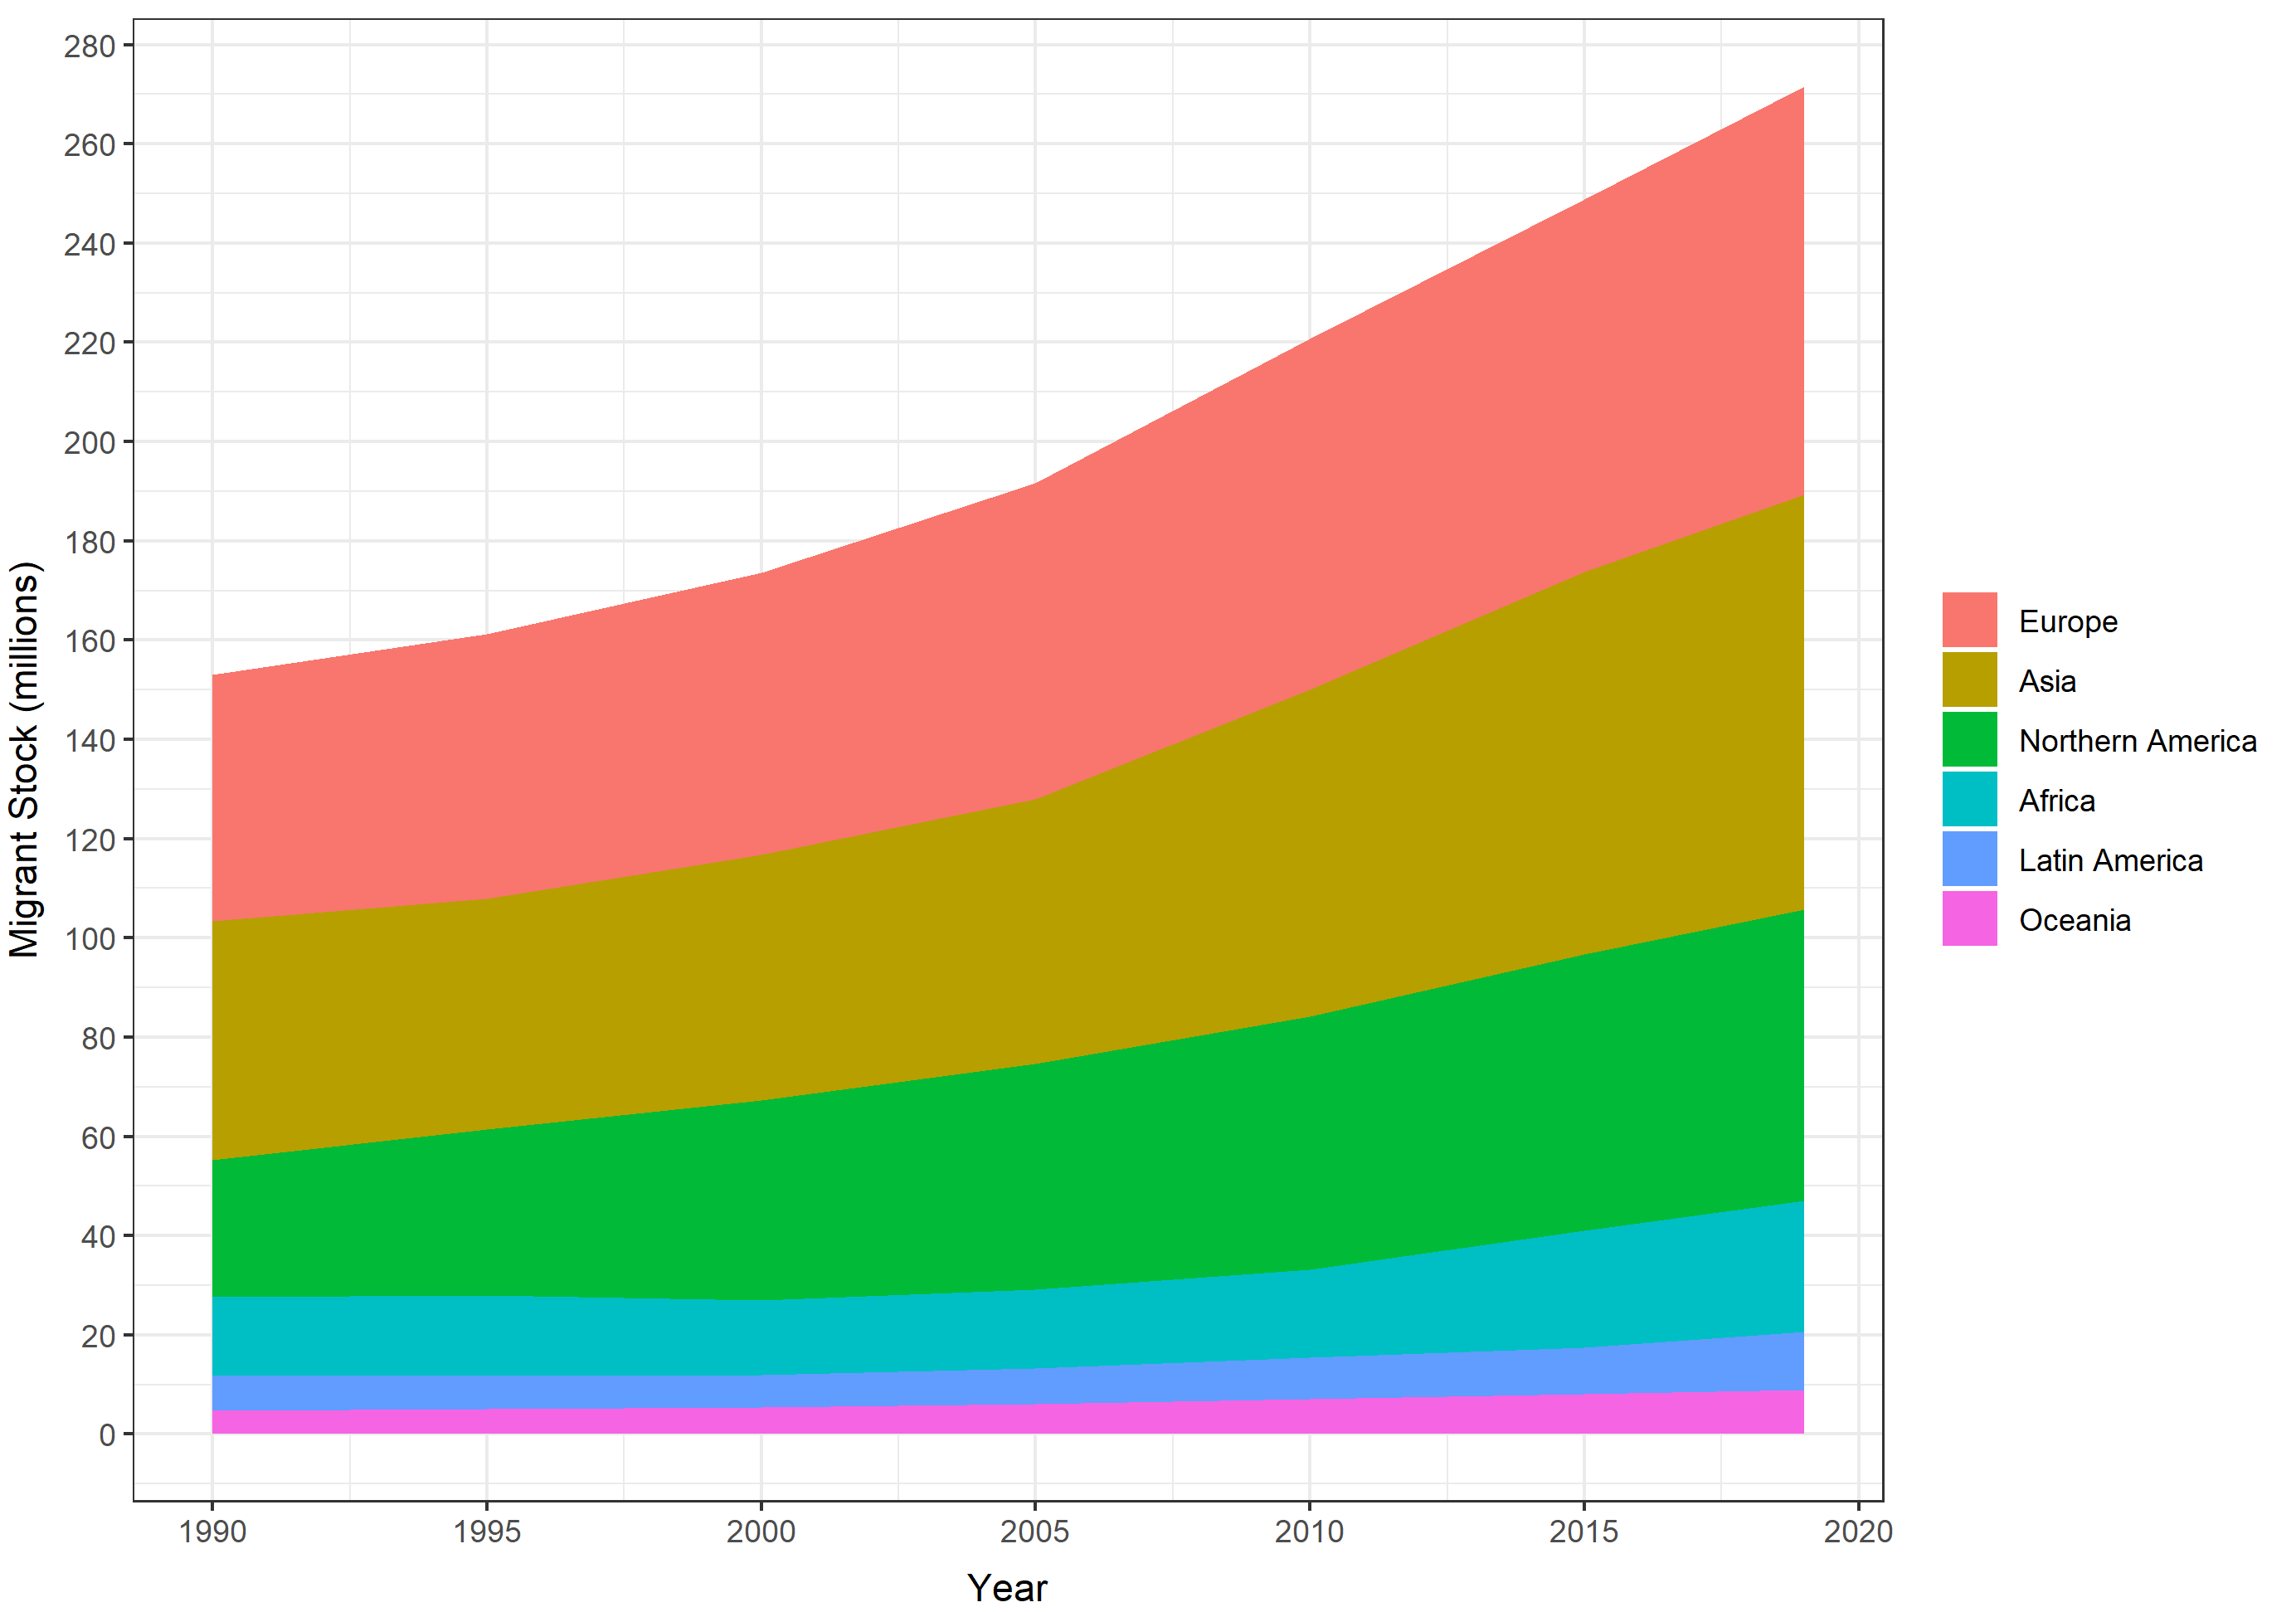 280
260
240
220
200
180
160
140
120
100
80
60
40
20
0
Migrant Stock (millions)
1990 1995 2000 2005 2010 2015 2020
Year
Europe
Asia
Northern America
Africa
Latin America
Oceania